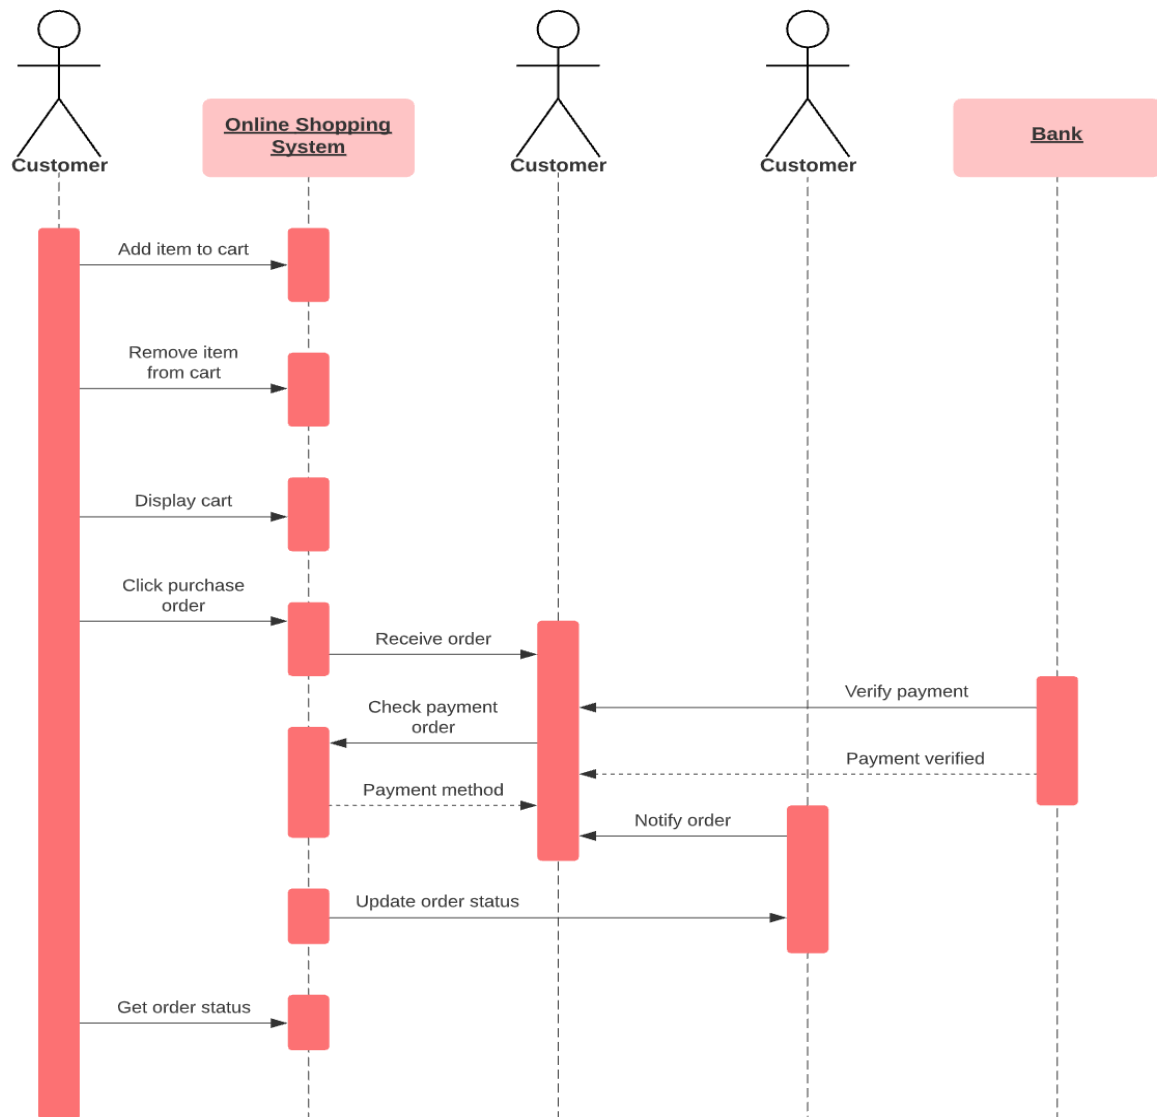 Online Shopping
System
Bank
Customer
Customer
Customer
Add item to cart
Remove item
from cart
Display cart
Click purchase
order
Receive order
Verify payment
Check payment
order
Payment verified
Payment method
Notify order
Update order status
Get order status